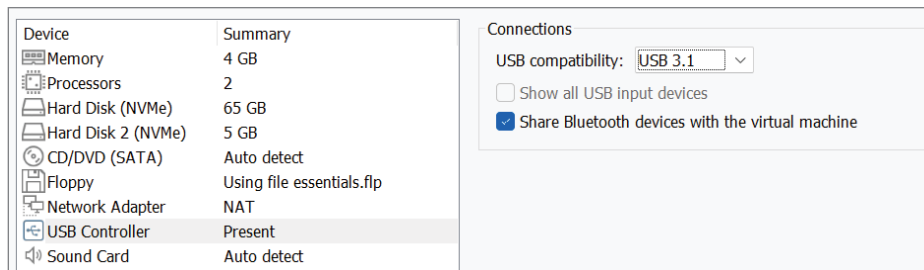 Device Summary
Memory 4 GB
Processors 2
Hard Disk (NVMe) 65 GB
Hard Disk 2 (NVMe) 5 GB
CD/DVD (SATA) Auto detect
Floppy Using file essentials.flp
Network Adapter NAT
USB Controller Present
Sound Card Auto detect
Connections
USB compatibility: USB 3.1
Show all USB input devices
Share Bluetooth devices with the virtual machine